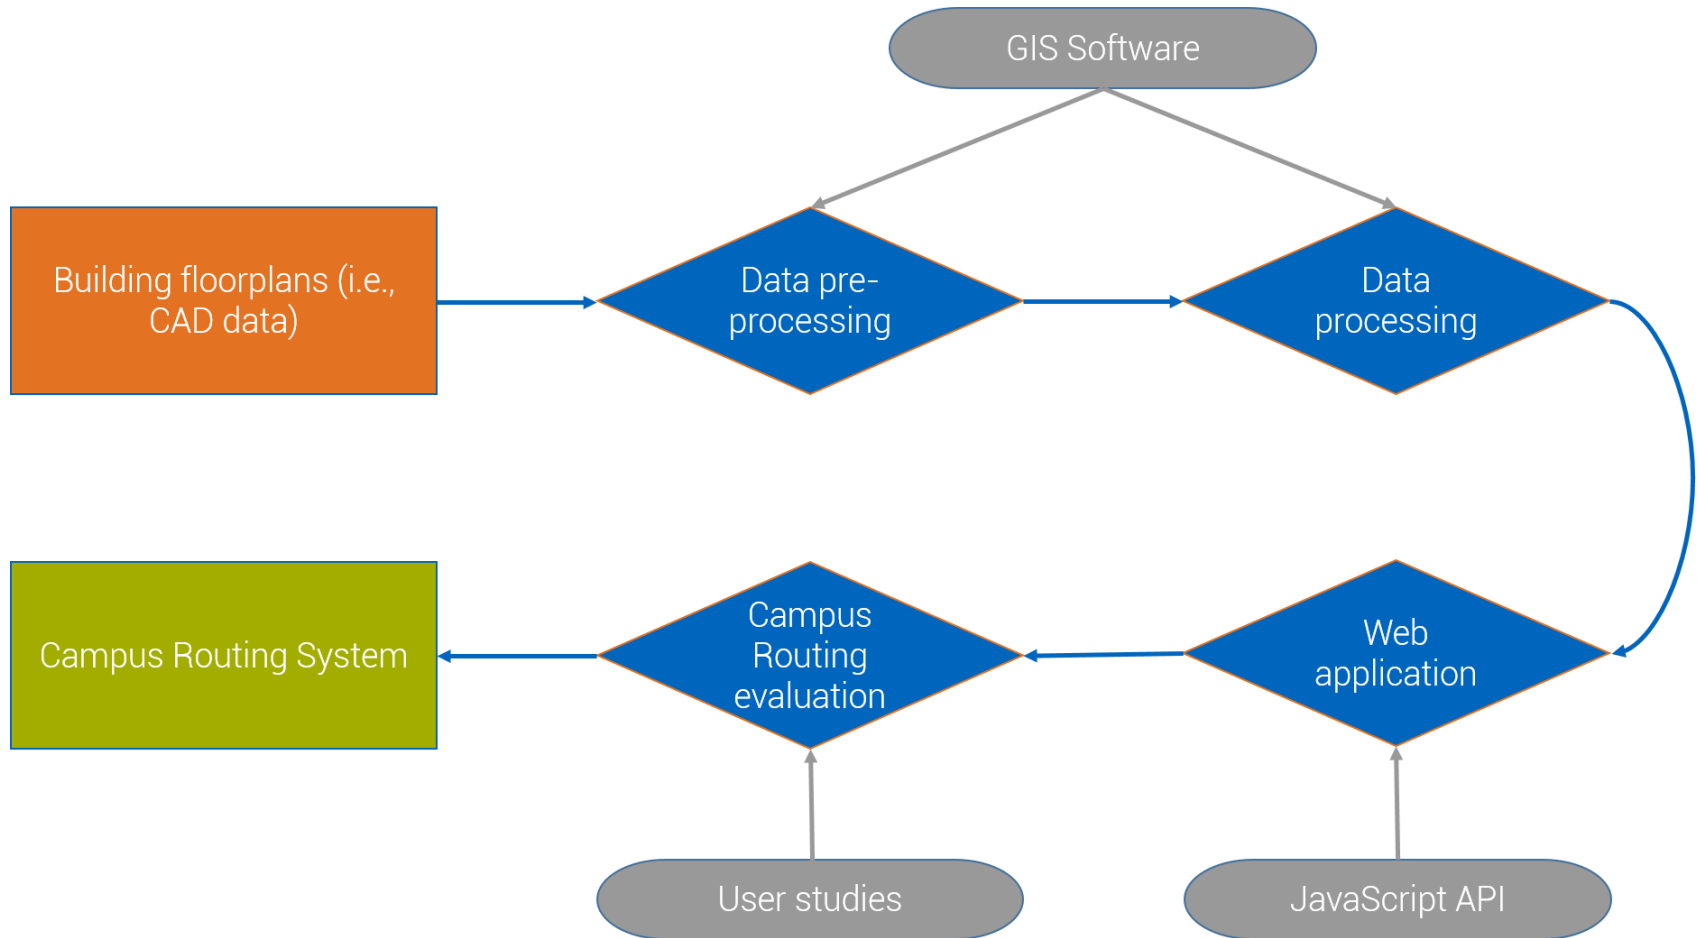 GIS Software
Building floorplans (i.e.,
CAD data)
Data pre-
processing
Data
processing
Campus Routing System
Campus
Routing
evaluation
Web
application
User studies
JavaScript API